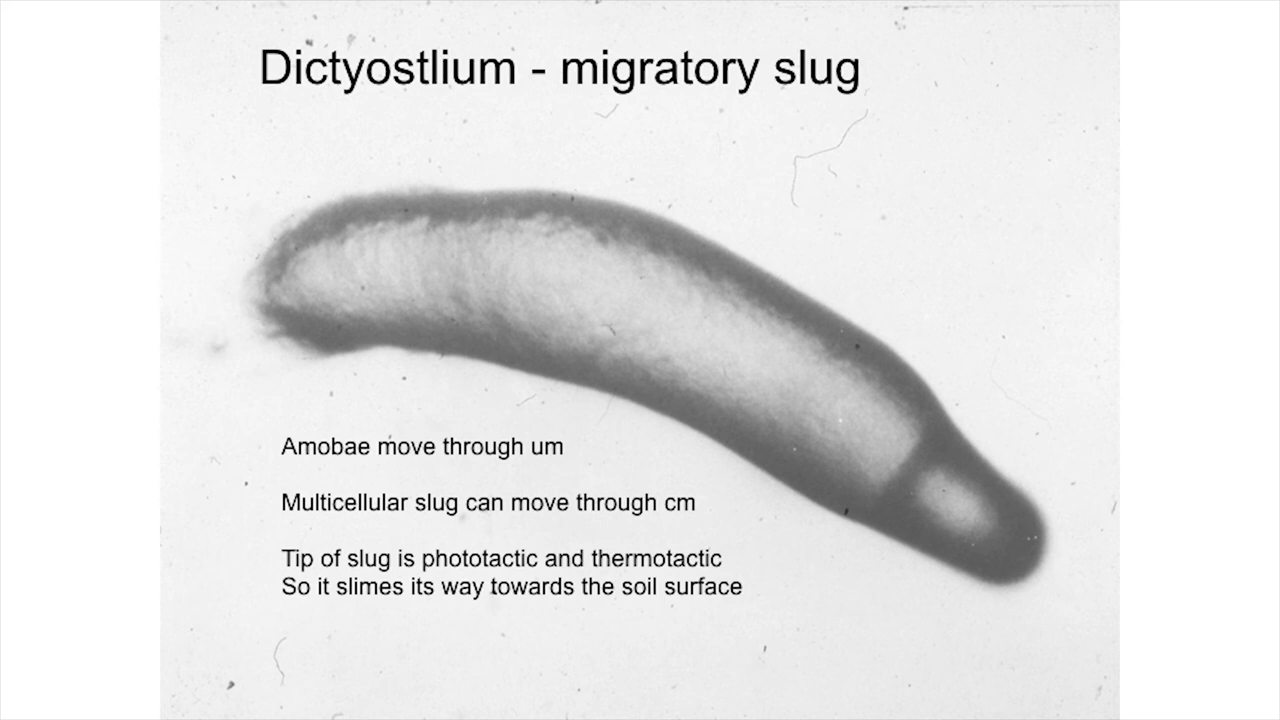 Dictyostlium - migratory slug
Amobae move through um
Multicellular slug can move through cm
Tip of slug is phototactic and thermotactic
So it slimes its way towards the soil surface